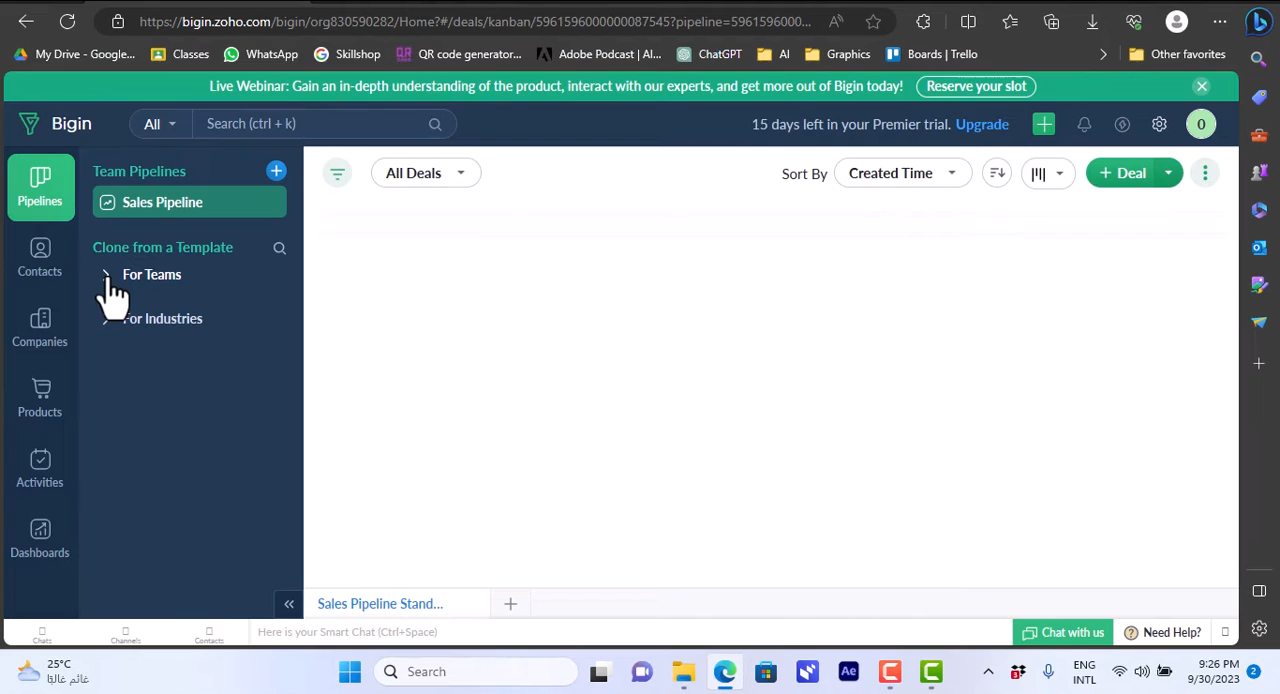 https://bigin.zoho.com/bigin/org830590282/Home?#/deals/kanban/5961596000000087545?pipeline=5961596000...
My Drive - Google...
Classes
WhatsApp
Skillshop
QR code generator...
Adobe Podcast | AI...
ChatGPT
AI
Graphics
Boards | Trello
Other favorites
Live Webinar: Gain an in-depth understanding of the product, interact with our experts, and get more out of Bigin today!
Reserve your slot
Bigin
All
Search (ctrl + k)
15 days left in your Premier trial. Upgrade
0
Pipelines
Contacts
Companies
Products
Activities
Dashboards
Team Pipelines
Sales Pipeline
Clone from a Template
For Teams
For Industries
All Deals
Sort By
Created Time
+ Deal
Sales Pipeline Stand...
Chats
Channels
Contacts
Here is your Smart Chat (Ctrl+Space)
Chat with us
Need Help?
25°C
غائم غالبًا
Search
Ae
3
ENG
INTL
9:26 PM
9/30/2023
2